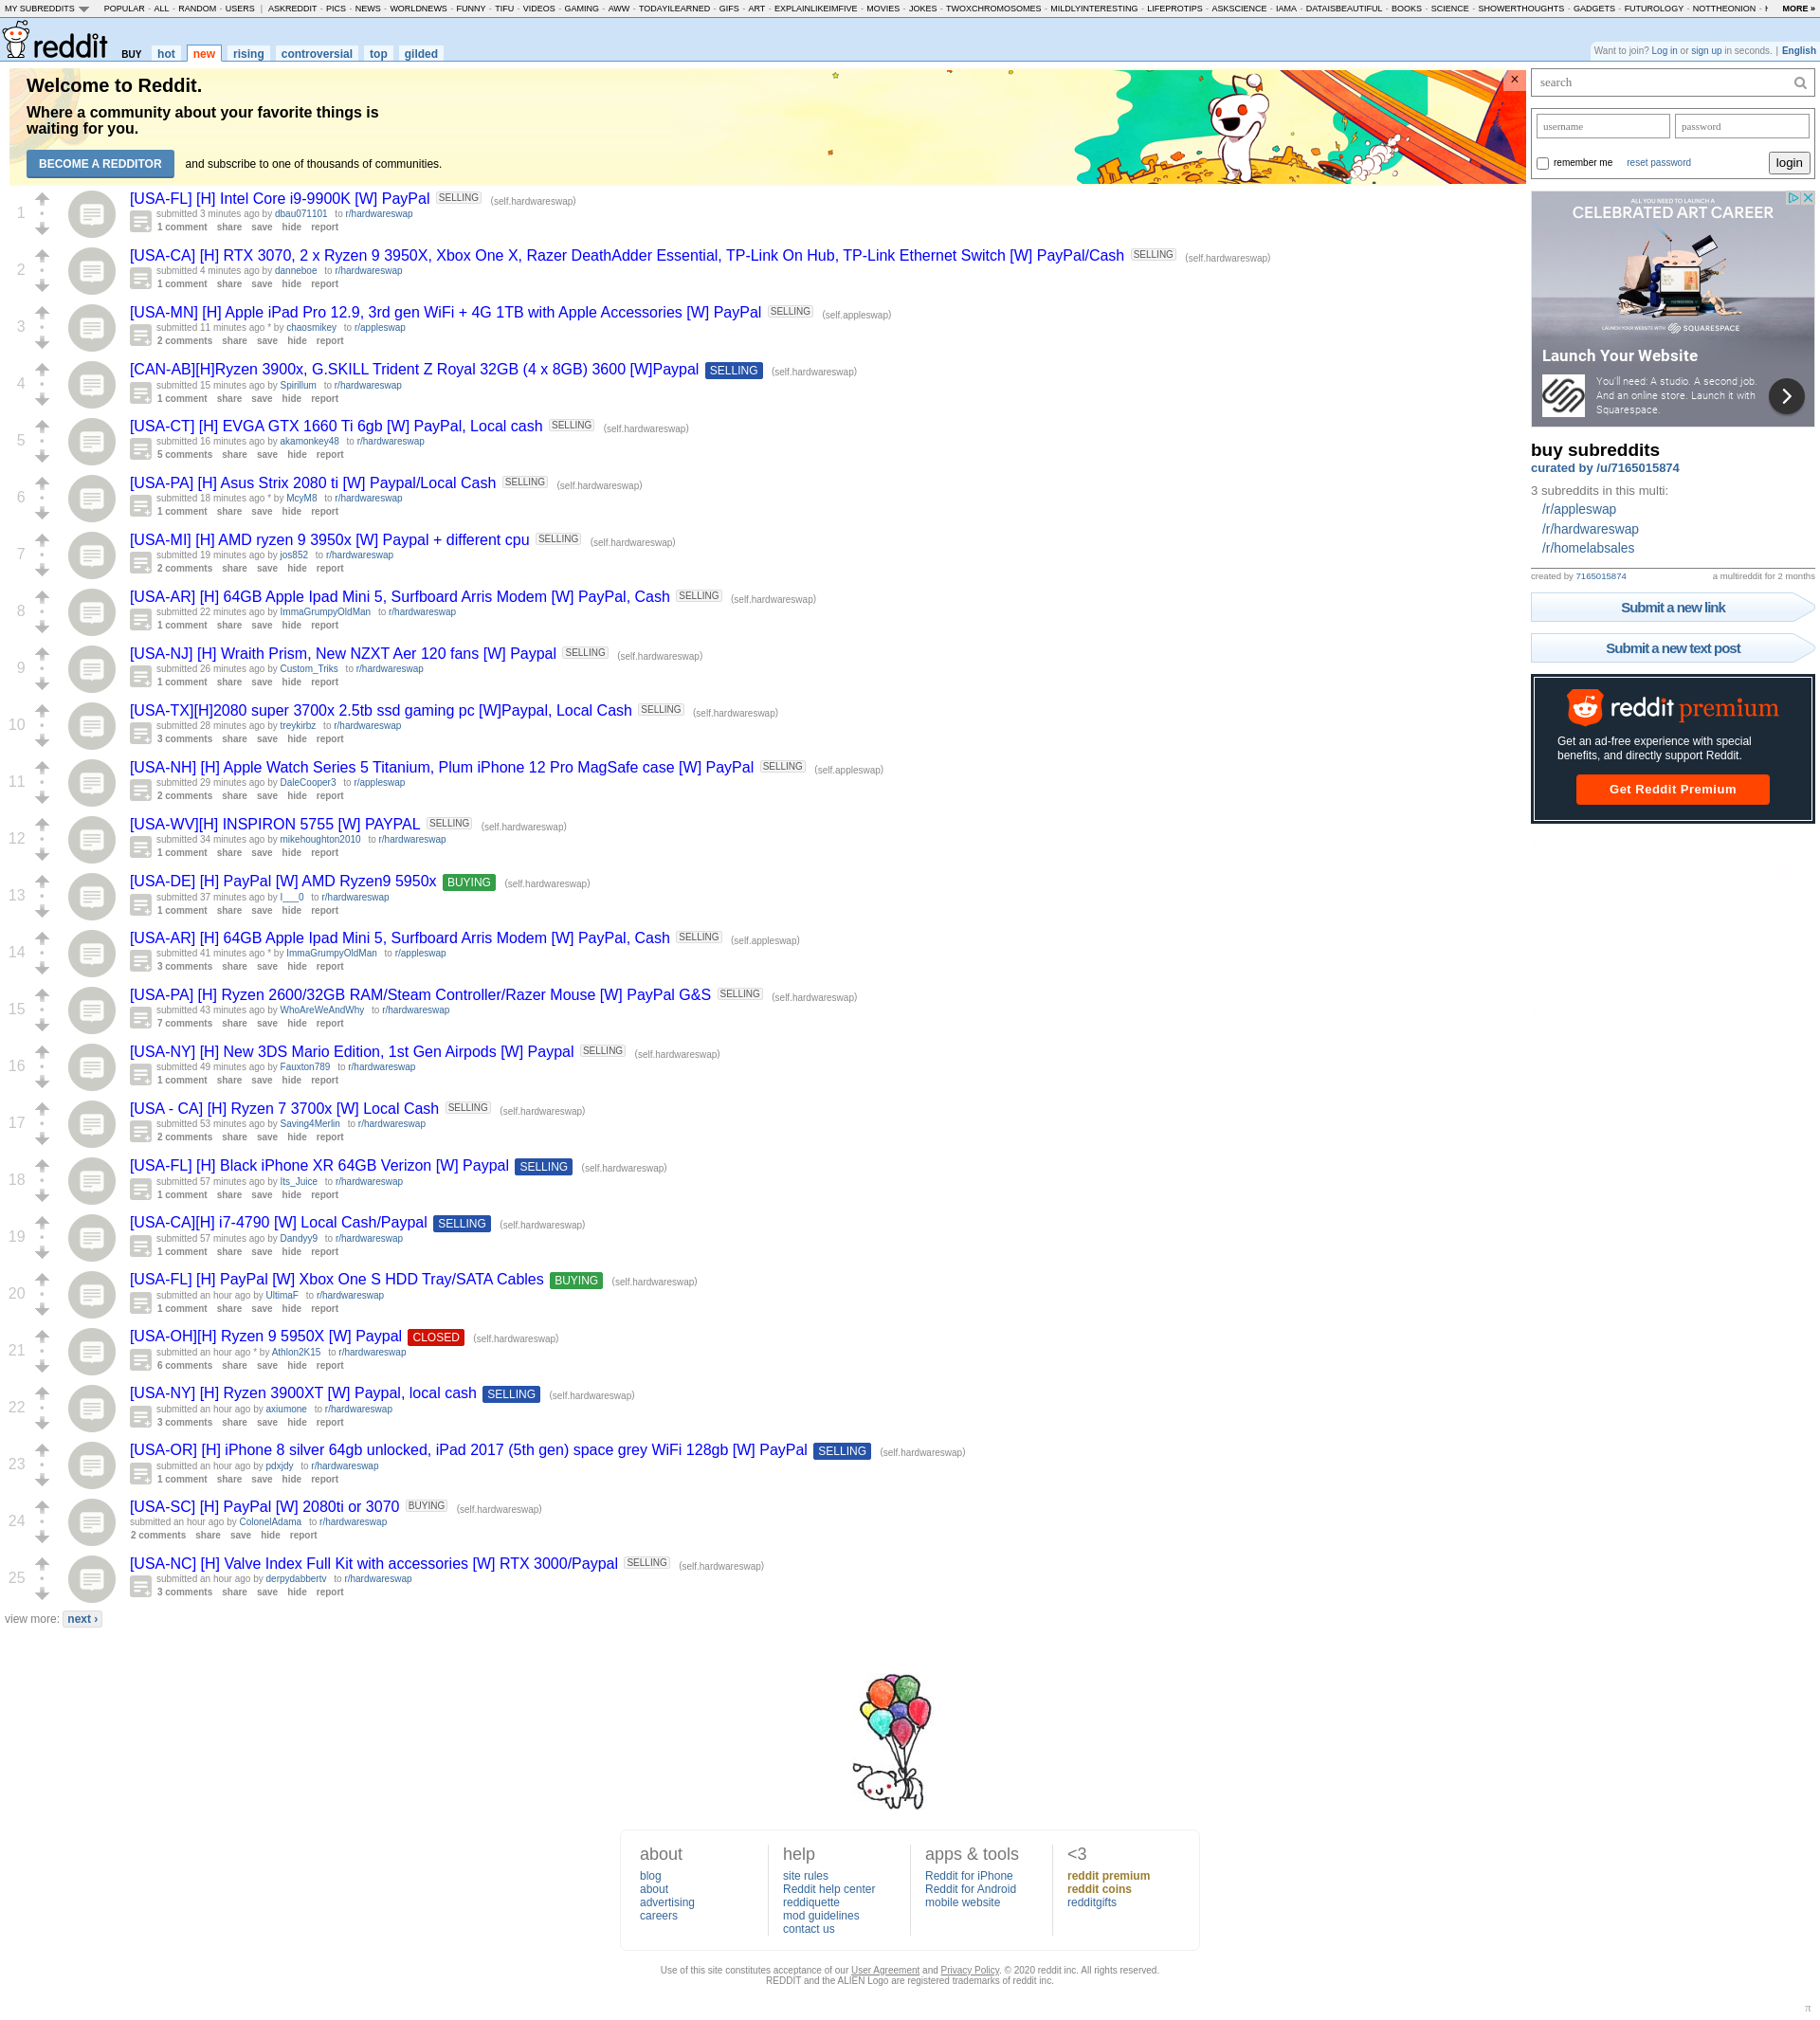 MY SUBREDDITS POPULAR - ALL - RANDOM - USERS | ASKREDDIT - PICS - NEWS - WORLDNEWS - FUNNY - TIFU - VIDEOS - GAMING - AWW - TODAYILEARNED - GIFS - ART - EXPLAINLIKEIMFIVE - MOVIES - JOKES - TWOXCHROMOSOMES - MILDLYINTERESTING - LIFEPROTIPS - ASKSCIENCE - IAMA - DATAISBEAUTIFUL - BOOKS - SCIENCE - SHOWERTHOUGHTS - GADGETS - FUTUROLOGY - NOTTHEONION - MORE »
reddit BUY hot new rising controversial top gilded
Want to join? Log in or sign up in seconds. | English
Welcome to Reddit.
Where a community about your favorite things is
waiting for you.
BECOME A REDDITOR and subscribe to one of thousands of communities.
×
1
[USA-FL] [H] Intel Core i9-9900K [W] PayPal SELLING (self.hardwareswap)
submitted 3 minutes ago by dbau071101 to r/hardwareswap
1 comment share save hide report
2
[USA-CA] [H] RTX 3070, 2 x Ryzen 9 3950X, Xbox One X, Razer DeathAdder Essential, TP-Link On Hub, TP-Link Ethernet Switch [W] PayPal/Cash SELLING (self.hardwareswap)
submitted 4 minutes ago by danneboe to r/hardwareswap
1 comment share save hide report
3
[USA-MN] [H] Apple iPad Pro 12.9, 3rd gen WiFi + 4G 1TB with Apple Accessories [W] PayPal SELLING (self.appleswap)
submitted 11 minutes ago * by chaosmikey to r/appleswap
2 comments share save hide report
4
[CAN-AB][H]Ryzen 3900x, G.SKILL Trident Z Royal 32GB (4 x 8GB) 3600 [W]Paypal SELLING (self.hardwareswap)
submitted 15 minutes ago by Spirillum to r/hardwareswap
1 comment share save hide report
5
[USA-CT] [H] EVGA GTX 1660 Ti 6gb [W] PayPal, Local cash SELLING (self.hardwareswap)
submitted 16 minutes ago by akamonkey48 to r/hardwareswap
5 comments share save hide report
6
[USA-PA] [H] Asus Strix 2080 ti [W] Paypal/Local Cash SELLING (self.hardwareswap)
submitted 18 minutes ago * by McyM8 to r/hardwareswap
1 comment share save hide report
7
[USA-MI] [H] AMD ryzen 9 3950x [W] Paypal + different cpu SELLING (self.hardwareswap)
submitted 19 minutes ago by jos852 to r/hardwareswap
2 comments share save hide report
8
[USA-AR] [H] 64GB Apple Ipad Mini 5, Surfboard Arris Modem [W] PayPal, Cash SELLING (self.hardwareswap)
submitted 22 minutes ago by ImmaGrumpyOldMan to r/hardwareswap
1 comment share save hide report
9
[USA-NJ] [H] Wraith Prism, New NZXT Aer 120 fans [W] Paypal SELLING (self.hardwareswap)
submitted 26 minutes ago by Custom_Triks to r/hardwareswap
1 comment share save hide report
10
[USA-TX][H]2080 super 3700x 2.5tb ssd gaming pc [W]Paypal, Local Cash SELLING (self.hardwareswap)
submitted 28 minutes ago by treykirbz to r/hardwareswap
3 comments share save hide report
11
[USA-NH] [H] Apple Watch Series 5 Titanium, Plum iPhone 12 Pro MagSafe case [W] PayPal SELLING (self.appleswap)
submitted 29 minutes ago by DaleCooper3 to r/appleswap
2 comments share save hide report
12
[USA-WV][H] INSPIRON 5755 [W] PAYPAL SELLING (self.hardwareswap)
submitted 34 minutes ago by mikehoughton2010 to r/hardwareswap
1 comment share save hide report
13
[USA-DE] [H] PayPal [W] AMD Ryzen9 5950x BUYING (self.hardwareswap)
submitted 37 minutes ago by I___0 to r/hardwareswap
1 comment share save hide report
14
[USA-AR] [H] 64GB Apple Ipad Mini 5, Surfboard Arris Modem [W] PayPal, Cash SELLING (self.appleswap)
submitted 41 minutes ago * by ImmaGrumpyOldMan to r/appleswap
3 comments share save hide report
15
[USA-PA] [H] Ryzen 2600/32GB RAM/Steam Controller/Razer Mouse [W] PayPal G&S SELLING (self.hardwareswap)
submitted 43 minutes ago by WhoAreWeAndWhy to r/hardwareswap
7 comments share save hide report
16
[USA-NY] [H] New 3DS Mario Edition, 1st Gen Airpods [W] Paypal SELLING (self.hardwareswap)
submitted 49 minutes ago by Fauxton789 to r/hardwareswap
1 comment share save hide report
17
[USA - CA] [H] Ryzen 7 3700x [W] Local Cash SELLING (self.hardwareswap)
submitted 53 minutes ago by Saving4Merlin to r/hardwareswap
2 comments share save hide report
18
[USA-FL] [H] Black iPhone XR 64GB Verizon [W] Paypal SELLING (self.hardwareswap)
submitted 57 minutes ago by Its_Juice to r/hardwareswap
1 comment share save hide report
19
[USA-CA][H] i7-4790 [W] Local Cash/Paypal SELLING (self.hardwareswap)
submitted 57 minutes ago by Dandyy9 to r/hardwareswap
1 comment share save hide report
20
[USA-FL] [H] PayPal [W] Xbox One S HDD Tray/SATA Cables BUYING (self.hardwareswap)
submitted an hour ago by UltimaF to r/hardwareswap
1 comment share save hide report
21
[USA-OH][H] Ryzen 9 5950X [W] Paypal CLOSED (self.hardwareswap)
submitted an hour ago * by Athlon2K15 to r/hardwareswap
6 comments share save hide report
22
[USA-NY] [H] Ryzen 3900XT [W] Paypal, local cash SELLING (self.hardwareswap)
submitted an hour ago by axiumone to r/hardwareswap
3 comments share save hide report
23
[USA-OR] [H] iPhone 8 silver 64gb unlocked, iPad 2017 (5th gen) space grey WiFi 128gb [W] PayPal SELLING (self.hardwareswap)
submitted an hour ago by pdxjdy to r/hardwareswap
1 comment share save hide report
24
[USA-SC] [H] PayPal [W] 2080ti or 3070 BUYING (self.hardwareswap)
submitted an hour ago by ColonelAdama to r/hardwareswap
2 comments share save hide report
25
[USA-NC] [H] Valve Index Full Kit with accessories [W] RTX 3000/Paypal SELLING (self.hardwareswap)
submitted an hour ago by derpydabbertv to r/hardwareswap
3 comments share save hide report
view more: next ›
search
username password
remember me reset password login
ALL YOU NEED TO LAUNCH A
CELEBRATED ART CAREER
LAUNCH YOUR WEBSITE WITH SQUARESPACE
Launch Your Website
You'll need: A studio. A second job.
And an online store. Launch it with
Squarespace.
buy subreddits
curated by /u/7165015874
3 subreddits in this multi:
/r/appleswap
/r/hardwareswap
/r/homelabsales
created by 7165015874 a multireddit for 2 months
Submit a new link
Submit a new text post
reddit premium
Get an ad-free experience with special
benefits, and directly support Reddit.
Get Reddit Premium
about
blog
about
advertising
careers
help
site rules
Reddit help center
reddiquette
mod guidelines
contact us
apps & tools
Reddit for iPhone
Reddit for Android
mobile website
<3
reddit premium
reddit coins
redditgifts
Use of this site constitutes acceptance of our User Agreement and Privacy Policy. © 2020 reddit inc. All rights reserved.
REDDIT and the ALIEN Logo are registered trademarks of reddit inc.
π